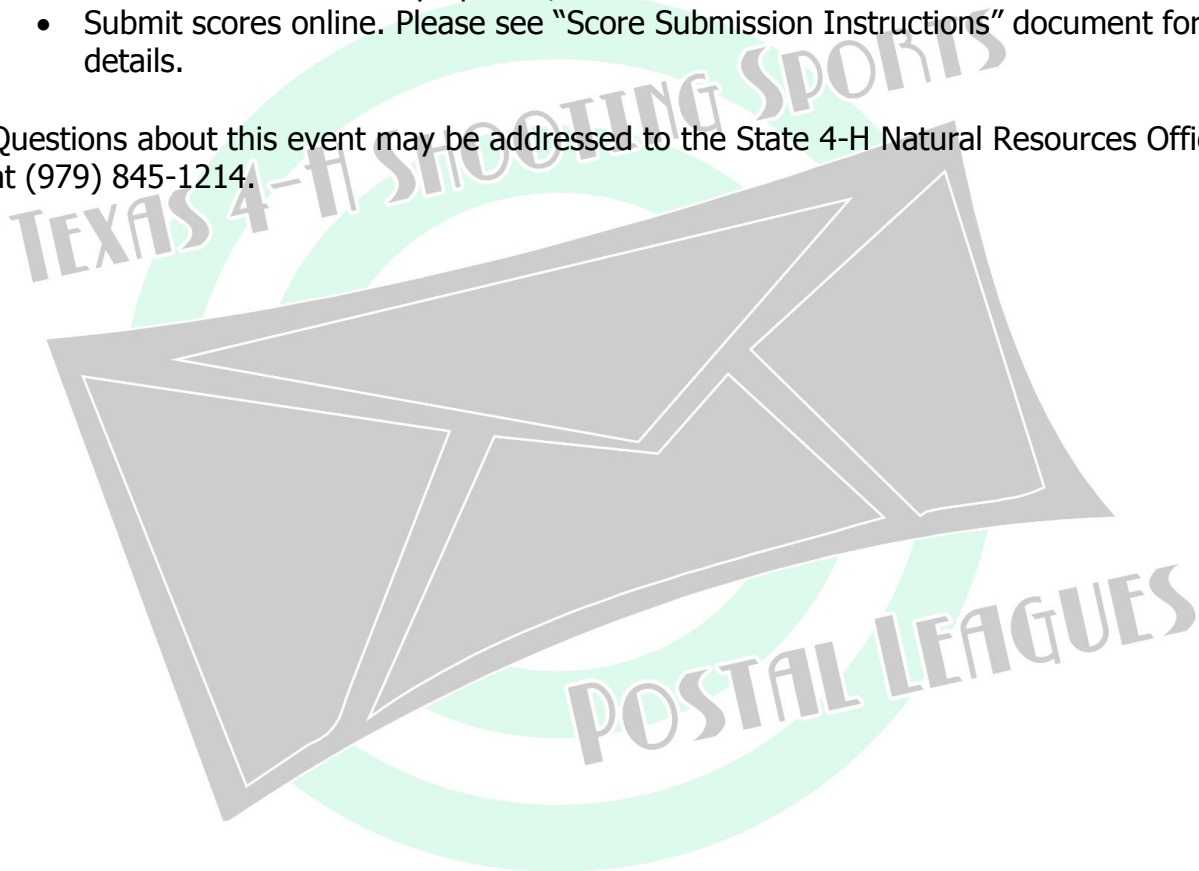 • Submit scores online. Please see “Score Submission Instructions” document for
details.
Questions about this event may be addressed to the State 4-H Natural Resources Offic
at (979) 845-1214.
TEXAS 4-H SHOOTING SPORTS
POSTAL LEAGUES